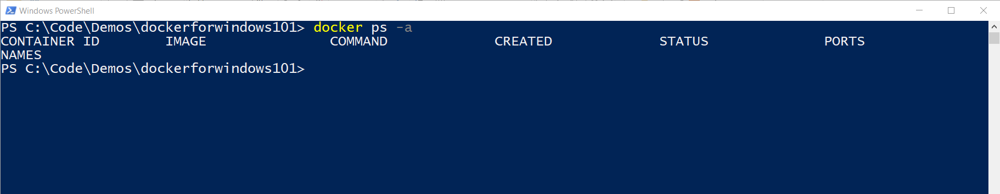 Windows PowerShell
PS C:\Code\Demos\dockerforwindows101> docker ps -a
CONTAINER ID        IMAGE               COMMAND             CREATED             STATUS              PORTS
NAMES
PS C:\Code\Demos\dockerforwindows101>